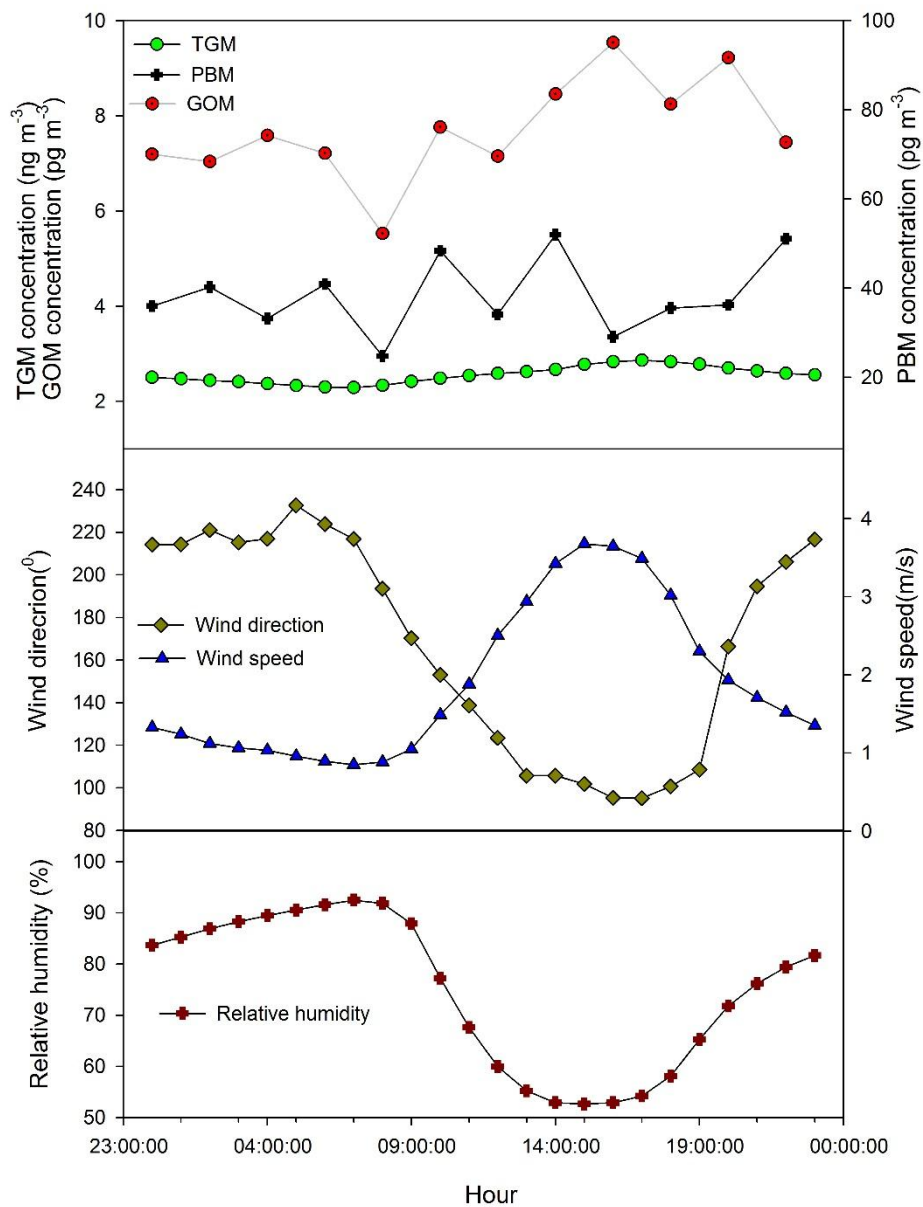 10
8
6
4
2
TGM concentration (ng m-3)
GOM concentration (pg m-3)
TGM
PBM
GOM
100
80
60
40
20
PBM concentration (pg m-3)
240
220
200
180
160
140
120
100
80
Wind direcrion(0)
Wind direction
Wind speed
4
3
2
1
0
Wind speed(m/s)
100
90
80
70
60
50
Relative humidity (%)
Relative humidity
23:00:00 04:00:00 09:00:00 14:00:00 19:00:00 00:00:00
Hour